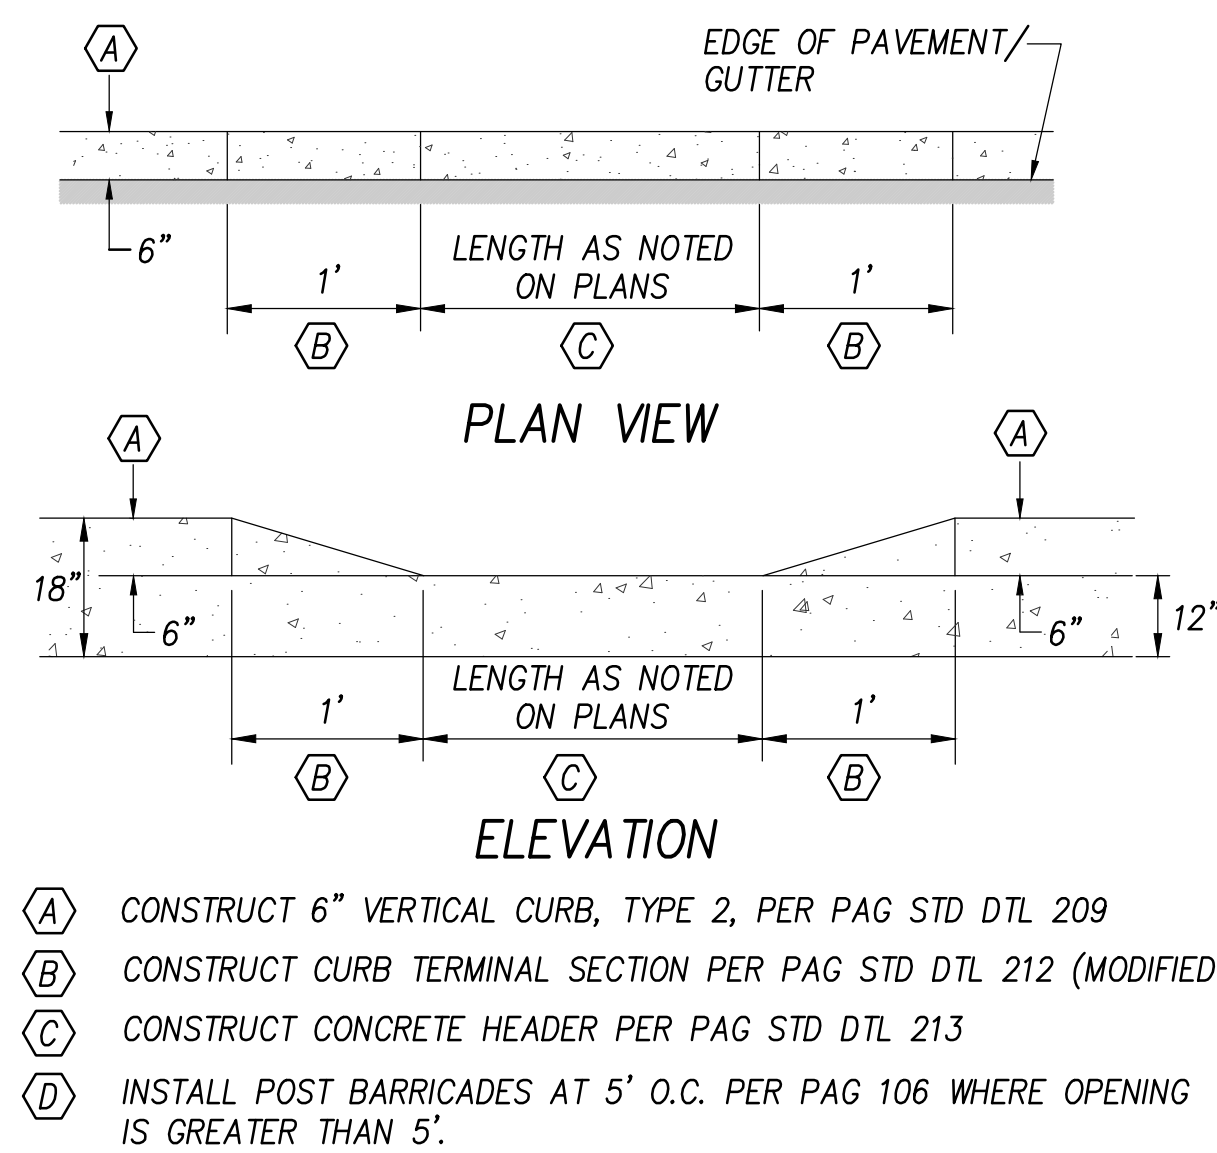 A
EDGE OF PAVEMENT/
GUTTER
6"
1'
LENGTH AS NOTED
ON PLANS
1'
B
C
B
PLAN VIEW
A
A
18"
6"
6"
12"
1'
LENGTH AS NOTED
ON PLANS
1'
B
C
B
ELEVATION
A CONSTRUCT 6" VERTICAL CURB, TYPE 2, PER PAG STD DTL 209
B CONSTRUCT CURB TERMINAL SECTION PER PAG STD DTL 212 (MODIFIED
C CONSTRUCT CONCRETE HEADER PER PAG STD DTL 213
D INSTALL POST BARRICADES AT 5' O.C. PER PAG 106 WHERE OPENING
IS GREATER THAN 5'.